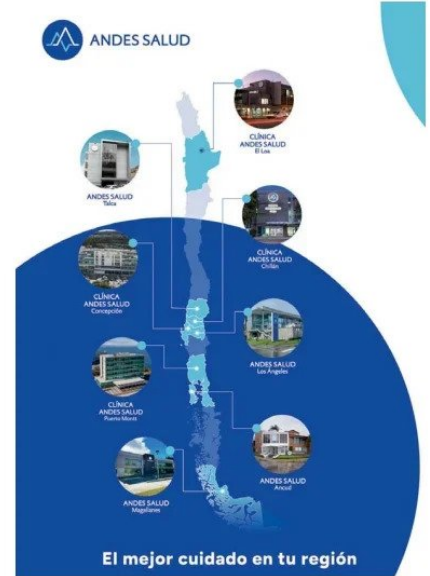 ANDES SALUD
CLÍNICA
ANDES SALUD
El Loa
ANDES SALUD
Talca
CLÍNICA
ANDES SALUD
Chillán
CLÍNICA
ANDES SALUD
Concepción
ANDES SALUD
Los Ángeles
CLÍNICA
ANDES SALUD
Puerto Montt
ANDES SALUD
Ancud
ANDES SALUD
Magallanes
El mejor cuidado en tu región